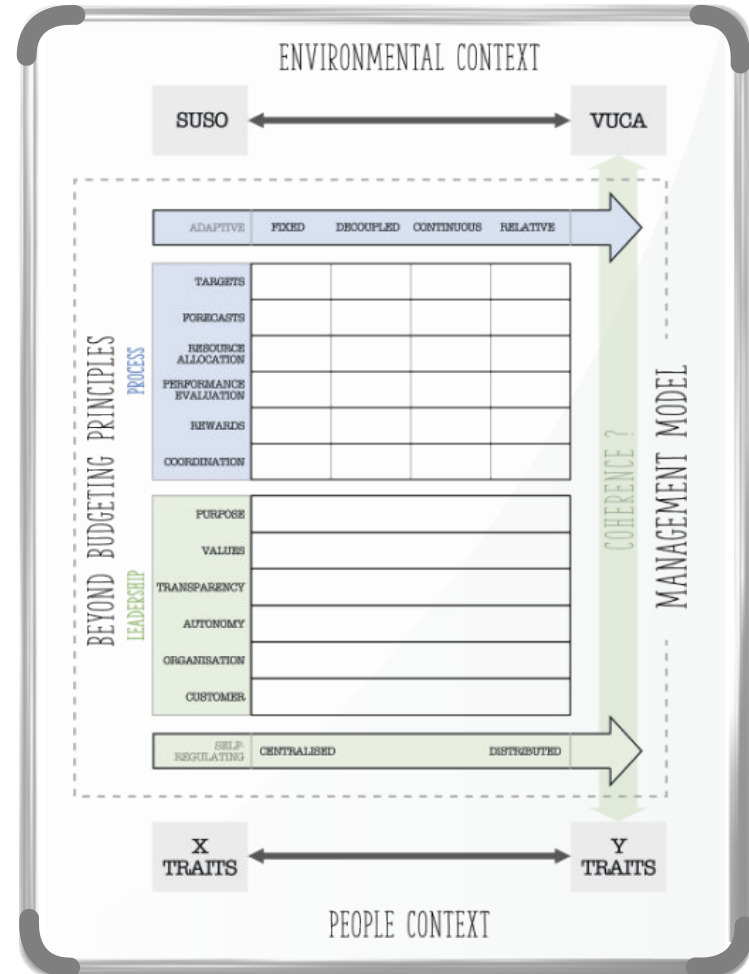 ENVIRONMENTAL CONTEXT
SUSO
VUCA
ADAPTIVE
FIXED
DECOUPLED
CONTINUOUS
RELATIVE
BEYOND BUDGETING PRINCIPLES
PROCESS
TARGETS
FORECASTS
RESOURCE
ALLOCATION
PERFORMANCE
EVALUATION
REWARDS
COORDINATION
LEADERSHIP
PURPOSE
VALUES
TRANSPARENCY
AUTONOMY
ORGANISATION
CUSTOMER
COHERENCE ?
MANAGEMENT MODEL
SELF-
REGULATING
CENTRALISED
DISTRIBUTED
X
TRAITS
Y
TRAITS
PEOPLE CONTEXT